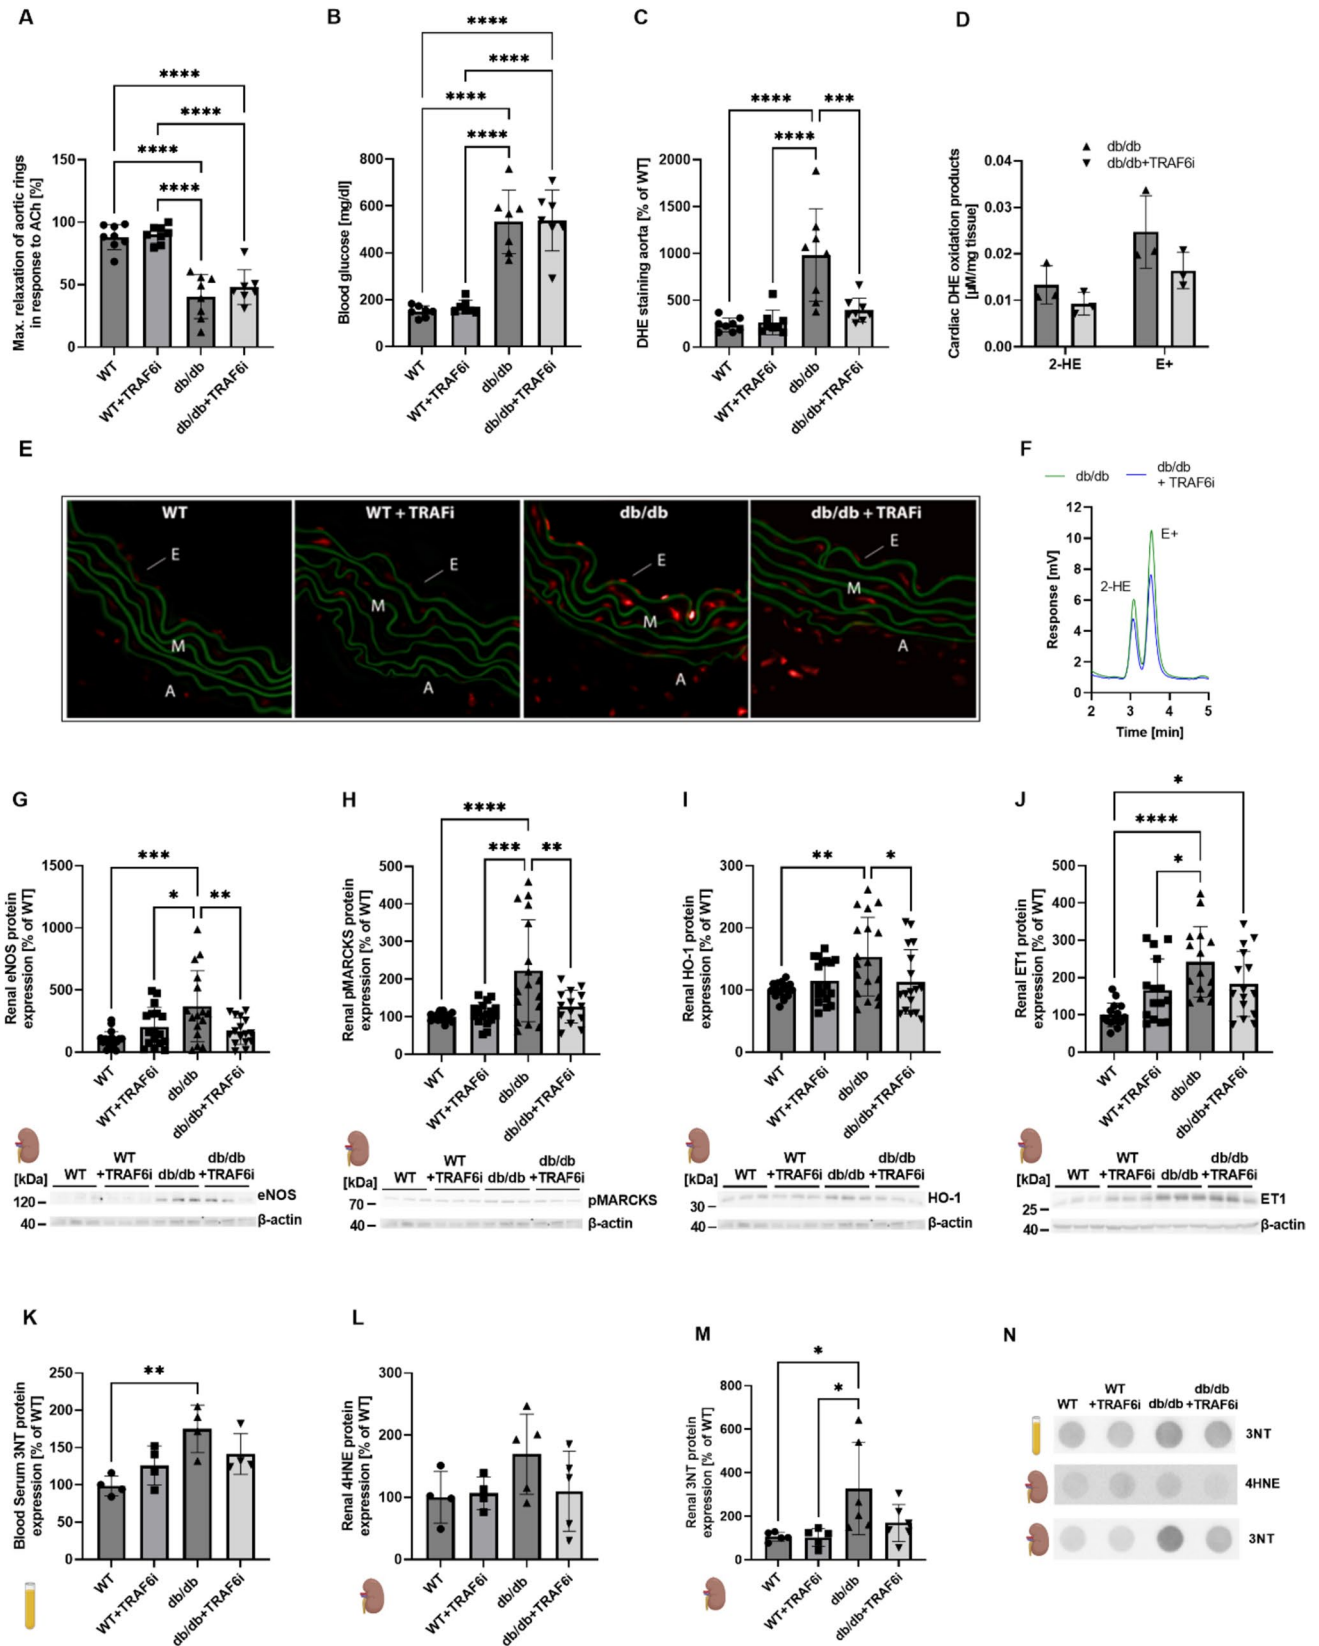 A
****
****
****
****
Max. relaxation of aortic rings
in response to ACh [%]
150
100
50
0
WT
WT+TRAF6i
db/db
db/db+TRAF6i
B
****
****
****
****
Blood glucose [mg/dl]
800
600
400
200
0
WT
WT+TRAF6i
db/db
db/db+TRAF6i
C
****
***
****
DHE staining aorta [% of WT]
2000
1500
1000
500
0
WT
WT+TRAF6i
db/db
db/db+TRAF6i
D
▲ db/db
▼ db/db+TRAF6i
Cardiac DHE oxidation products
[µM/mg tissue]
0.04
0.03
0.02
0.01
0.00
2-HE
E+
E
WT
E
M
A
WT + TRAFi
E
M
A
db/db
E
M
A
db/db + TRAFi
E
M
A
F
db/db
db/db
+ TRAF6i
Response [mV]
12
10
8
6
4
2
0
2-HE
E+
2
3
4
5
Time [min]
G
***
*
**
Renal eNOS protein
expression [% of WT]
1500
1000
500
0
WT
WT+TRAF6i
db/db
db/db+TRAF6i
[kDa]
WT
WT
+TRAF6i
db/db
db/db
+TRAF6i
120
eNOS
40
β-actin
H
****
***
**
Renal pMARCKS protein
expression [% of WT]
500
400
300
200
100
0
WT
WT+TRAF6i
db/db
db/db+TRAF6i
[kDa]
WT
WT
+TRAF6i
db/db
db/db
+TRAF6i
70
pMARCKS
40
β-actin
I
**
*
Renal HO-1 protein
expression [% of WT]
300
200
100
0
WT
WT+TRAF6i
db/db
db/db+TRAF6i
[kDa]
WT
WT
+TRAF6i
db/db
db/db
+TRAF6i
30
HO-1
40
β-actin
J
*
****
*
Renal ET1 protein
expression [% of WT]
500
400
300
200
100
0
WT
WT+TRAF6i
db/db
db/db+TRAF6i
[kDa]
WT
WT
+TRAF6i
db/db
db/db
+TRAF6i
25
ET1
40
β-actin
K
**
Blood Serum 3NT protein
expression [% of WT]
250
200
150
100
50
0
WT
WT+TRAF6i
db/db
db/db+TRAF6i
L
Renal 4HNE protein
expression [% of WT]
300
200
100
0
WT
WT+TRAF6i
db/db
db/db+TRAF6i
M
*
*
Renal 3NT protein
expression [% of WT]
800
600
400
200
0
WT
WT+TRAF6i
db/db
db/db+TRAF6i
N
WT
WT
+TRAF6i
db/db
db/db
+TRAF6i
3NT
4HNE
3NT